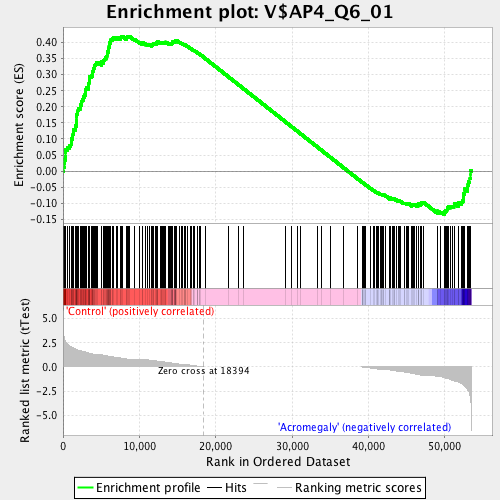 Enrichment plot: V$AP4_Q6_01
Enrichment score (ES)
0.40
0.35
0.30
0.25
0.20
0.15
0.10
0.05
0.00
-0.05
-0.10
-0.15
Ranked list metric (tTest)
'Control' (positively correlated)
5.0
2.5
0.0
-2.5
-5.0
Zero cross at 18394
'Acromegaly' (negatively correlated)
0
10,000
20,000
30,000
40,000
50,000
Rank in Ordered Dataset
Enrichment profile
Hits
Ranking metric scores